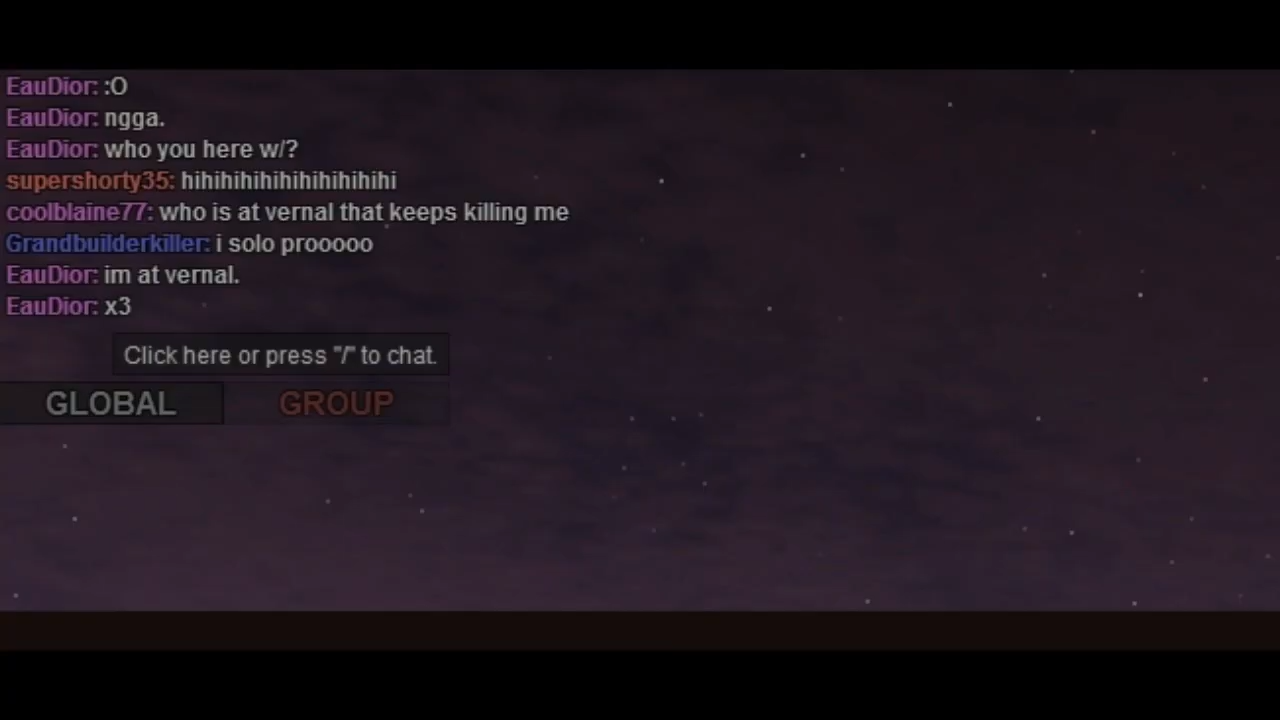 EauDior: :O
EauDior: ngga.
EauDior: who you here w/?
supershorty35: hihihihihihihihihihihi
coolblaine77: who is at vernal that keeps killing me
Grandbuilderkiller: i solo prooooo
EauDior: im at vernal.
EauDior: x3
Click here or press "/" to chat.
GLOBAL GROUP